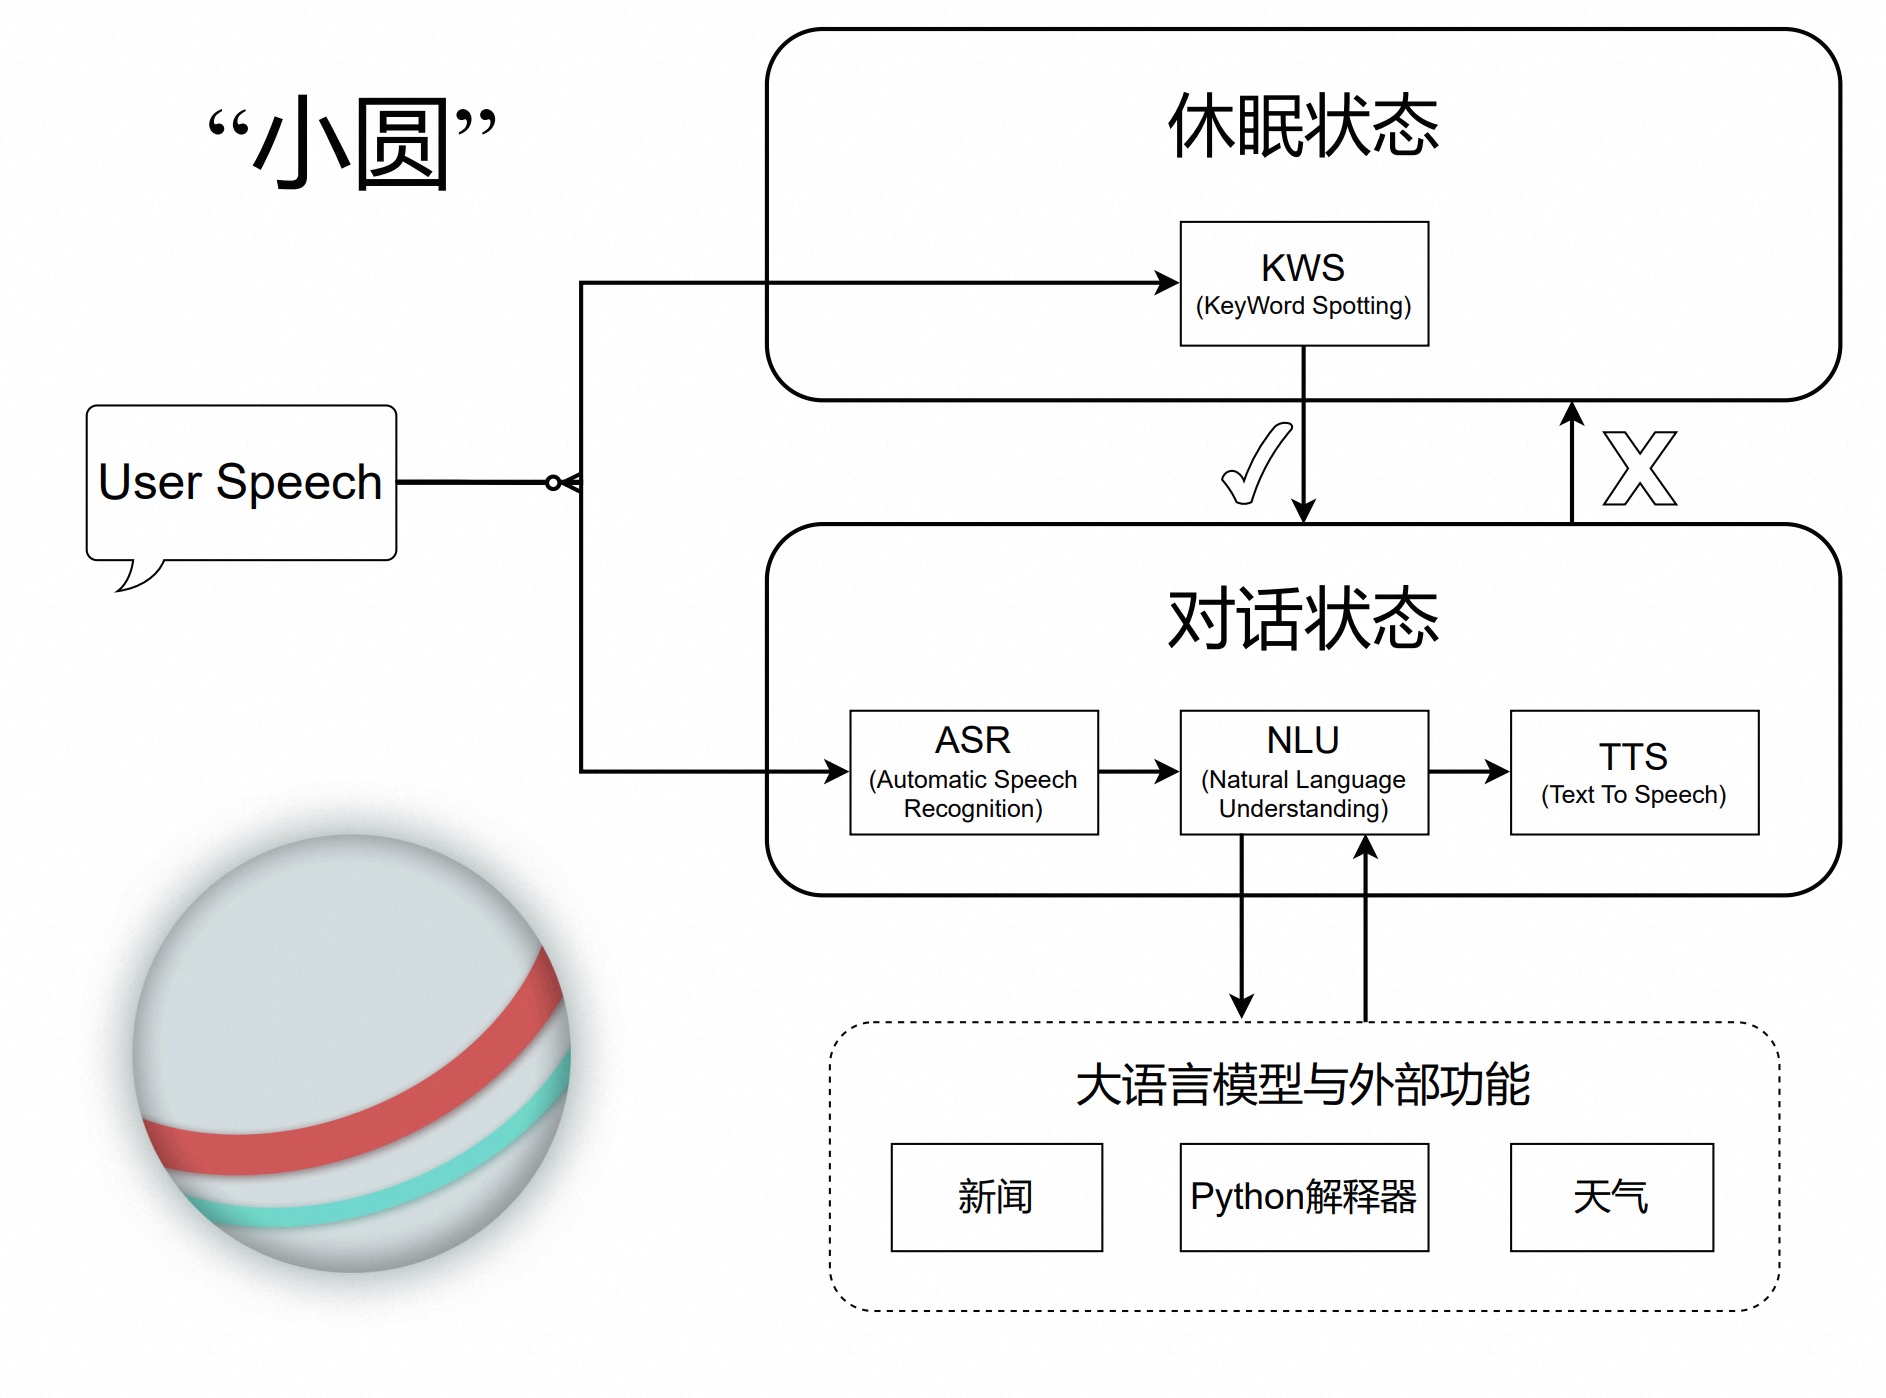 “小圆”
休眠状态
KWS
(KeyWord Spotting)
User Speech
X
对话状态
ASR
(Automatic Speech
Recognition)
NLU
(Natural Language
Understanding)
TTS
(Text To Speech)
大语言模型与外部功能
新闻
Python解释器
天气